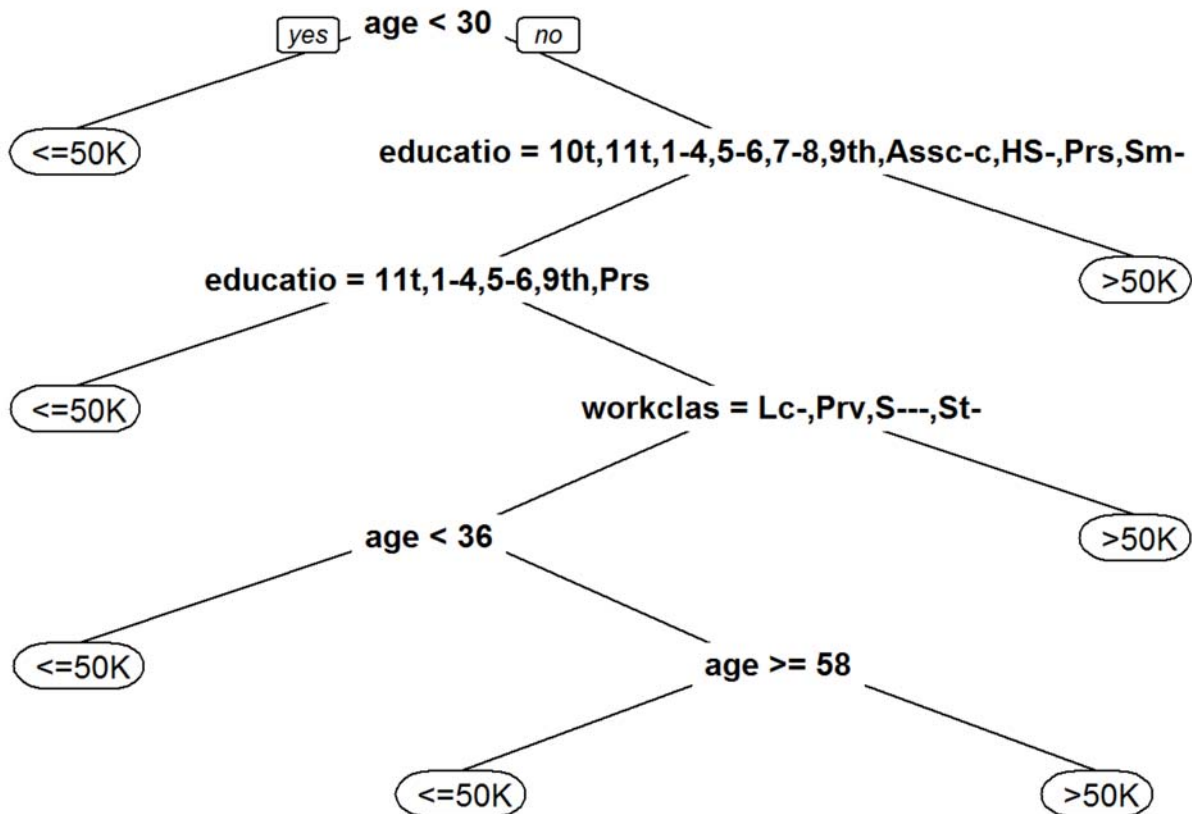 age < 30
yes
no
<=50K
educatio = 10t,11t,1-4,5-6,7-8,9th,Assc-c,HS-,Prs,Sm-
educatio = 11t,1-4,5-6,9th,Prs
>50K
<=50K
workclas = Lc-,Prv,S---,St-
age < 36
>50K
<=50K
age >= 58
<=50K
>50K